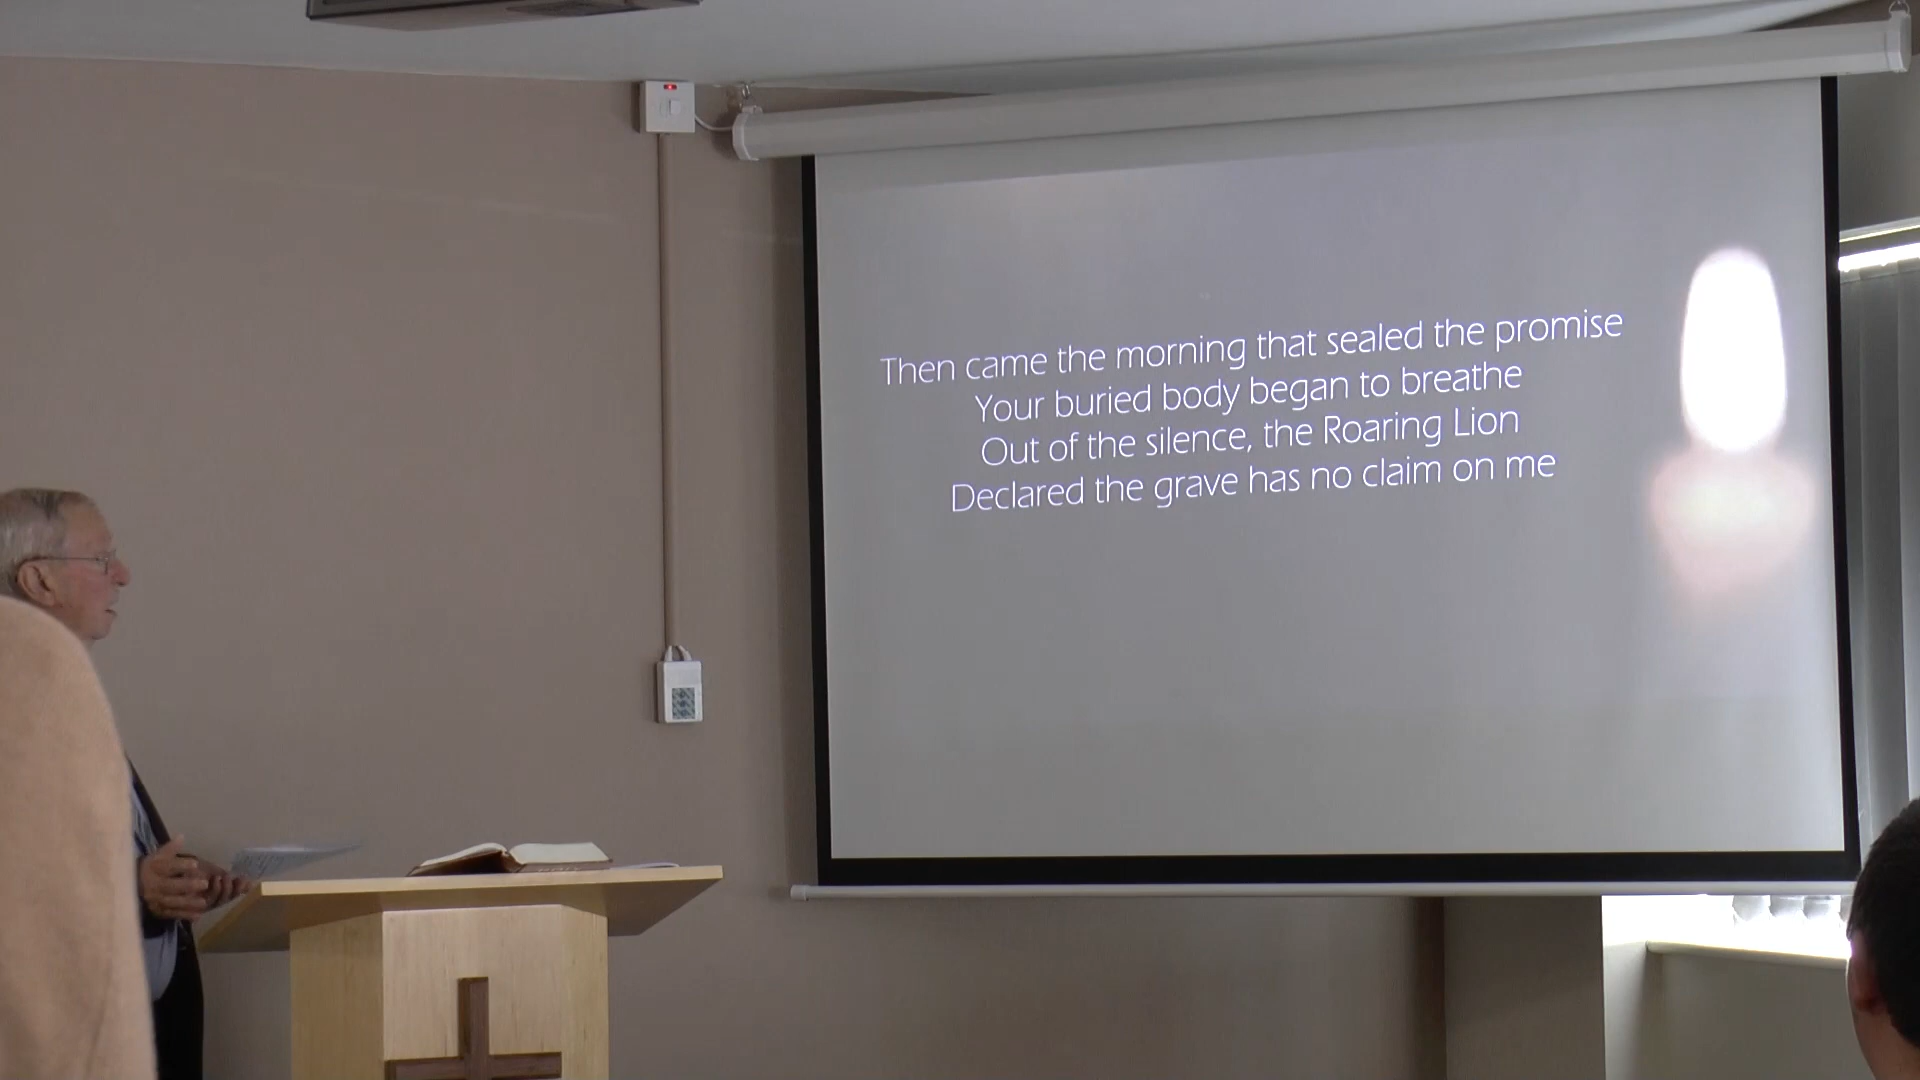 Then came the morning that sealed the promise
Your buried body began to breathe
Out of the silence, the Roaring Lion
Declared the grave has no claim on me